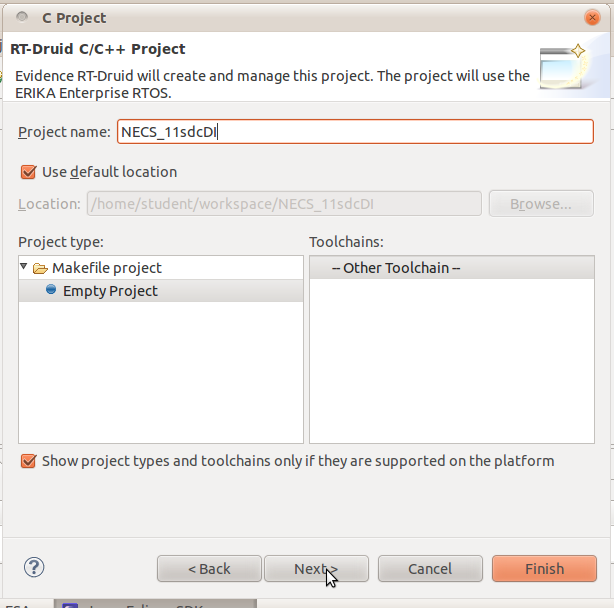 C Project
RT-Druid C/C++ Project
Evidence RT-Druid will create and manage this project. The project will use the
ERIKA Enterprise RTOS.
Project name: NECS_11sdcDI
Use default location
Location: /home/student/workspace/NECS_11sdcDI Browse...
Project type: Toolchains:
Makefile project -- Other Toolchain --
Empty Project
Show project types and toolchains only if they are supported on the platform
? < Back Next > Cancel Finish